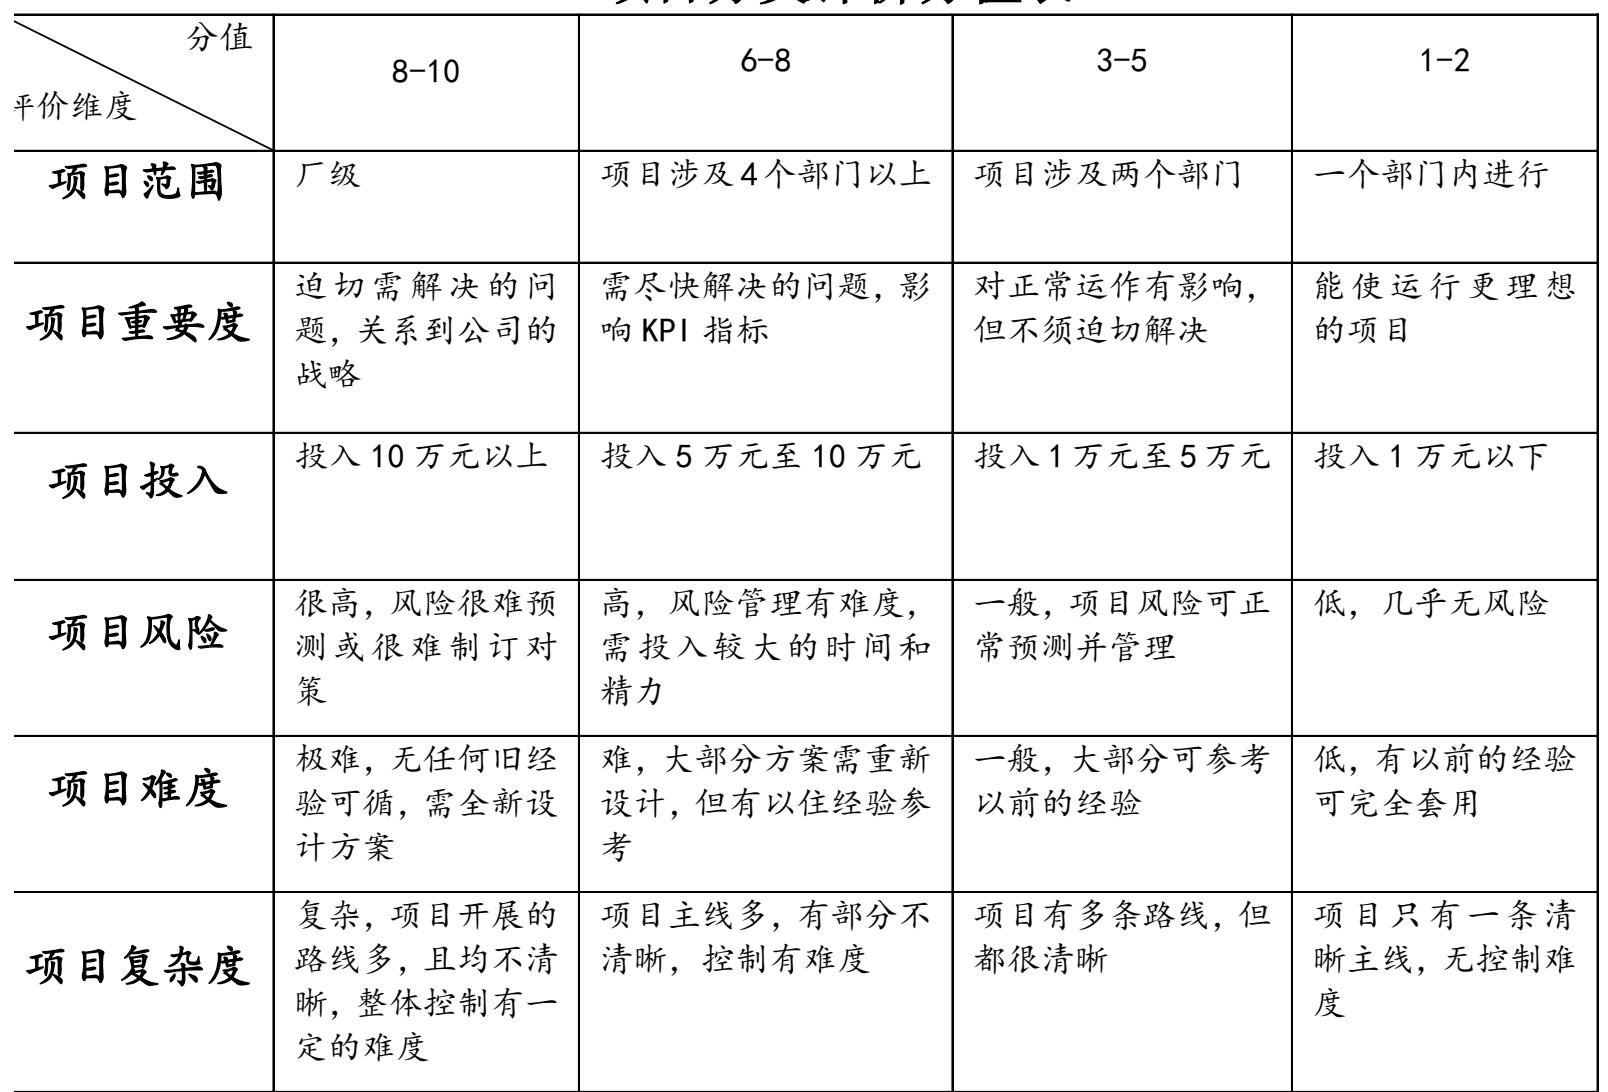 分值
评价维度
8-10
6-8
3-5
1-2
项目范围
厂级
项目涉及4个部门以上
项目涉及两个部门
一个部门内进行
项目重要度
迫切需解决的问
题，关系到公司的
战略
需尽快解决的问题，影
响 KPI 指标
对正常运作有影响，
但不须迫切解决
能使运行更理想
的项目
项目投入
投入 10 万元以上
投入 5 万元至 10 万元
投入 1 万元至 5 万元
投入 1 万元以下
项目风险
很高，风险很难预
测或很难制订对
策
高，风险管理有难度，
需投入较大的时间和
精力
一般，项目风险可正
常预测并管理
低，几乎无风险
项目难度
极难，无任何旧经
验可循，需全新设
计方案
难，大部分方案需重新
设计，但有以住经验参
考
一般，大部分可参考
以前的经验
低，有以前的经验
可完全套用
项目复杂度
复杂，项目开展的
路线多，且均不清
晰，整体控制有一
定的难度
项目主线多，有部分不
清晰，控制有难度
项目有多条路线，但
都很清晰
项目只有一条清
晰主线，无控制难
度